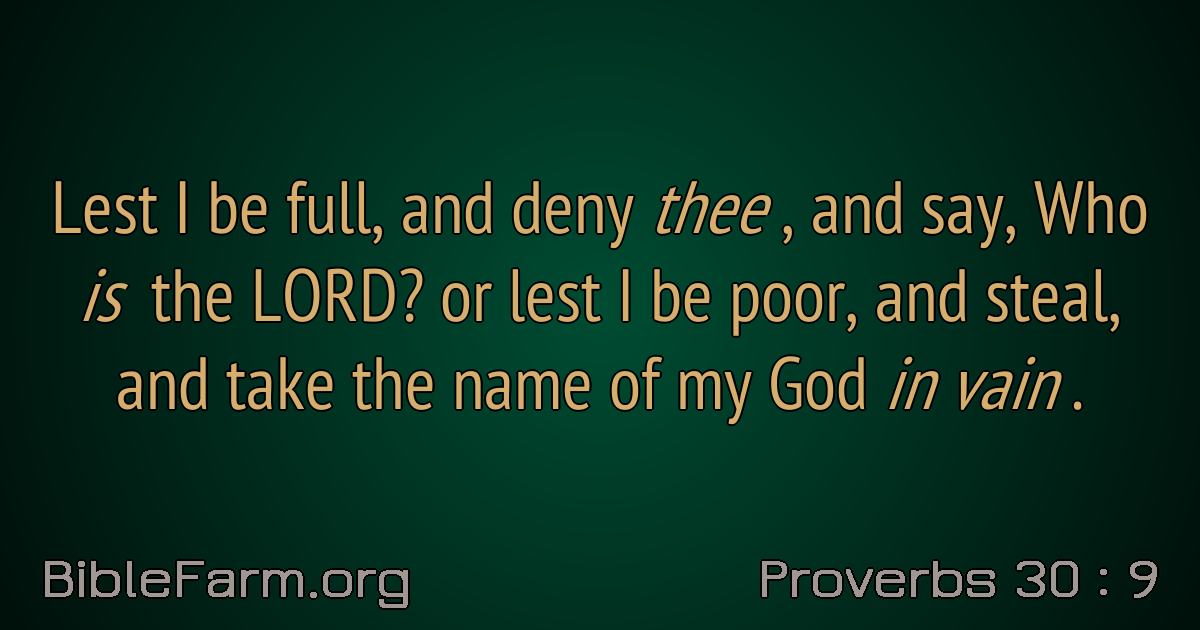 Lest I be full, and deny thee , and say, Who
is the LORD? or lest I be poor, and steal,
and take the name of my God in vain .
BibleFarm.org
Proverbs 30 : 9